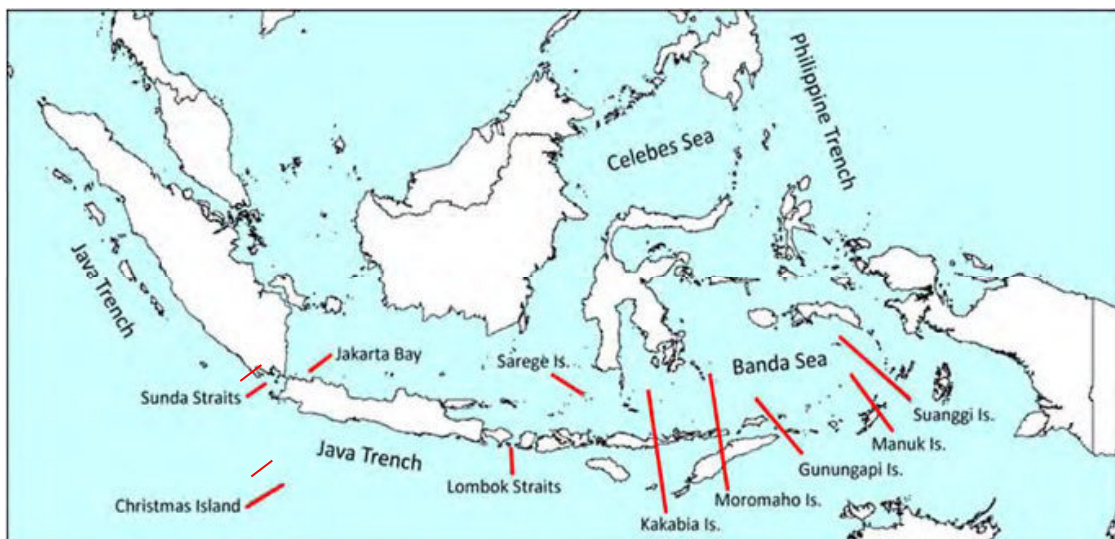 Philippine Trench
Celebes Sea
Java Trench
Jakarta Bay
Sarege Is.
Banda Sea
Sunda Straits
Suanggi Is.
Manuk Is.
Java Trench
Gunungapi Is.
Lombok Straits
Moromaho Is.
Christmas Island
Kakabia Is.